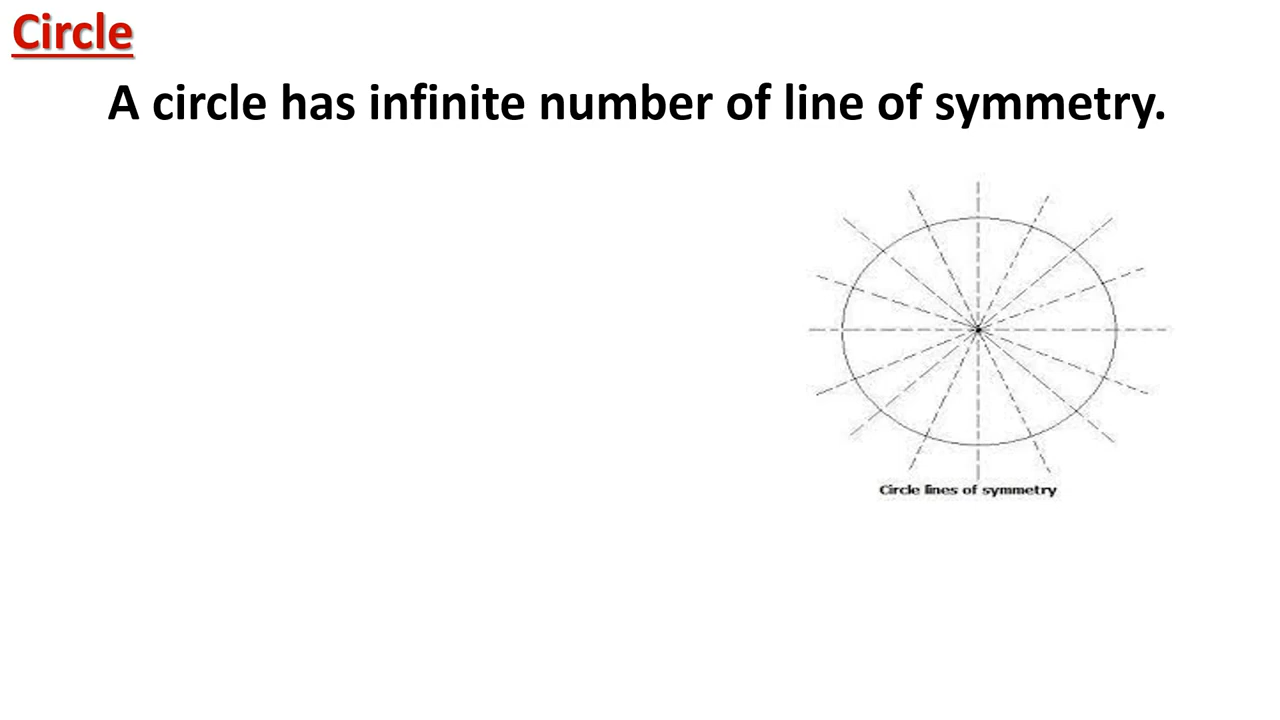 Circle
A circle has infinite number of line of symmetry.
Circle lines of symmetry